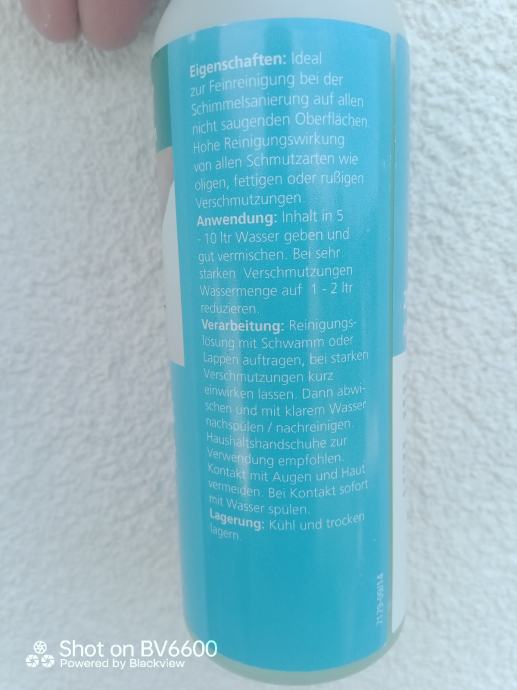 Eigenschaften: Ideal
zur Feinreinigung bei der
Schimmelsanierung auf allen
nicht saugenden Oberflächen.
Hohe Reinigungswirkung
von allen Schmutzarten wie
öligen, fettigen oder rußigen
Verschmutzungen.
Anwendung: Inhalt in 5
- 10 ltr Wasser geben und
gut vermischen. Bei sehr
starken Verschmutzungen
Wassermenge auf 1 - 2 ltr
reduzieren.
Verarbeitung: Reinigungs-
lösung mit Schwamm oder
Lappen auftragen, bei starken
Verschmutzungen kurz
einwirken lassen. Dann abwi-
schen und mit klarem Wasser
nachspülen / nachreinigen.
Haushaltshandschuhe zur
Verwendung empfohlen.
Kontakt mit Augen und Haut
vermeiden. Bei Kontakt sofort
mit Wasser spülen.
Lagerung: Kühl und trocken
lagern.
7179-09/14
Shot on BV6600
Powered by Blackview